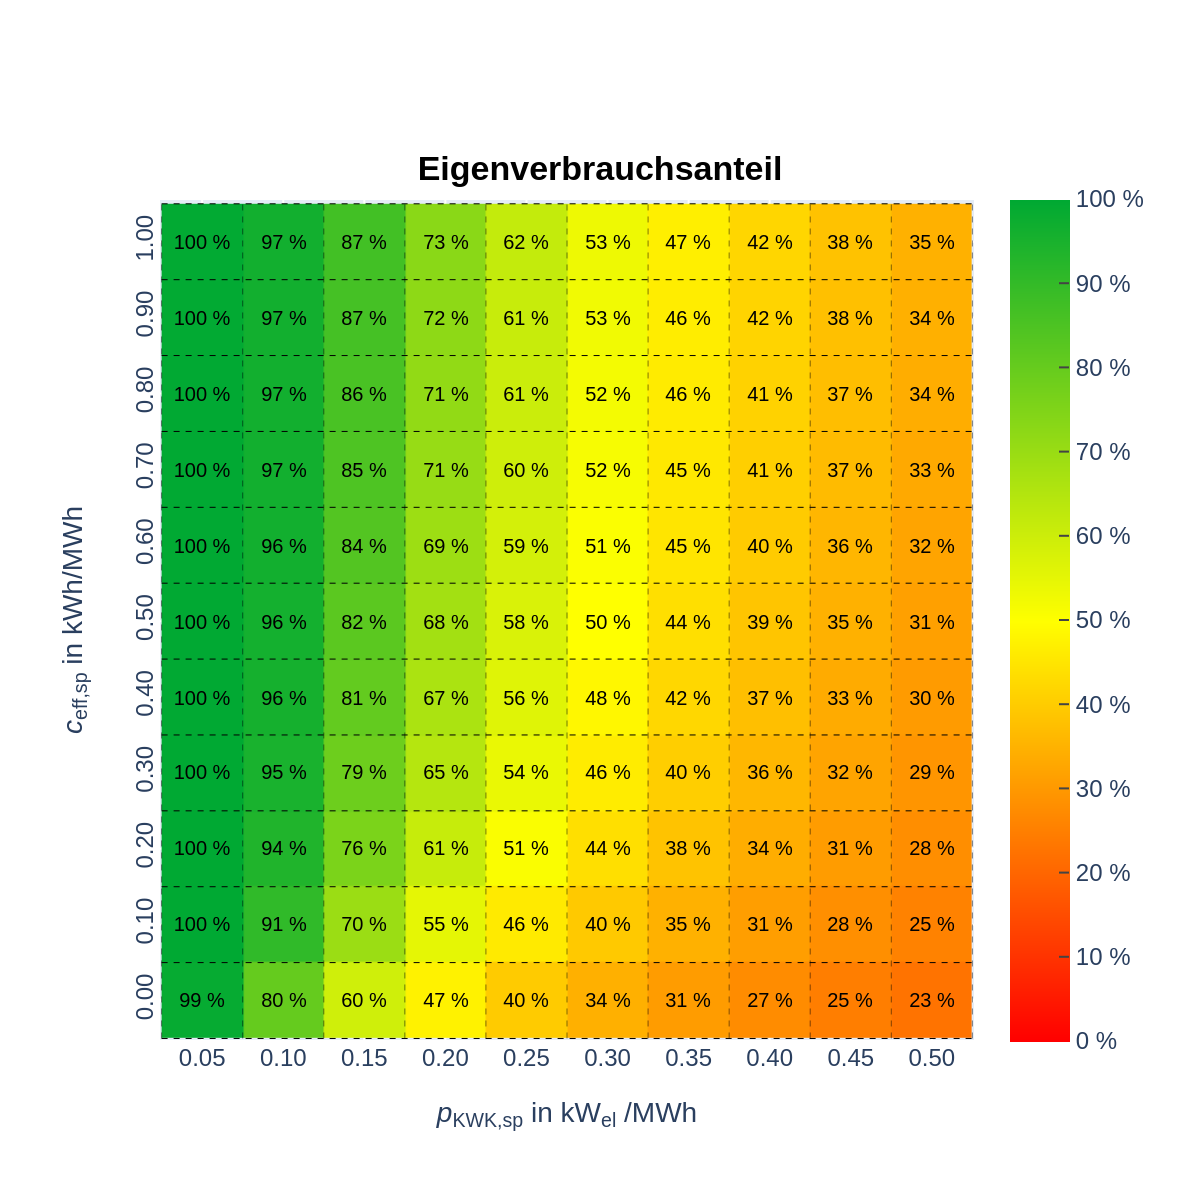 Eigenverbrauchsanteil
1.00 100 % 97 % 87 % 73 % 62 % 53 % 47 % 42 % 38 % 35 %
0.90 100 % 97 % 87 % 72 % 61 % 53 % 46 % 42 % 38 % 34 %
0.80 100 % 97 % 86 % 71 % 61 % 52 % 46 % 41 % 37 % 34 %
0.70 100 % 97 % 85 % 71 % 60 % 52 % 45 % 41 % 37 % 33 %
0.60 100 % 96 % 84 % 69 % 59 % 51 % 45 % 40 % 36 % 32 %
0.50 100 % 96 % 82 % 68 % 58 % 50 % 44 % 39 % 35 % 31 %
0.40 100 % 96 % 81 % 67 % 56 % 48 % 42 % 37 % 33 % 30 %
0.30 100 % 95 % 79 % 65 % 54 % 46 % 40 % 36 % 32 % 29 %
0.20 100 % 94 % 76 % 61 % 51 % 44 % 38 % 34 % 31 % 28 %
0.10 100 % 91 % 70 % 55 % 46 % 40 % 35 % 31 % 28 % 25 %
0.00 99 % 80 % 60 % 47 % 40 % 34 % 31 % 27 % 25 % 23 %
0.05 0.10 0.15 0.20 0.25 0.30 0.35 0.40 0.45 0.50
pKWK,sp in kWel /MWh
ceff,sp in kWh/MWh
100 %
90 %
80 %
70 %
60 %
50 %
40 %
30 %
20 %
10 %
0 %